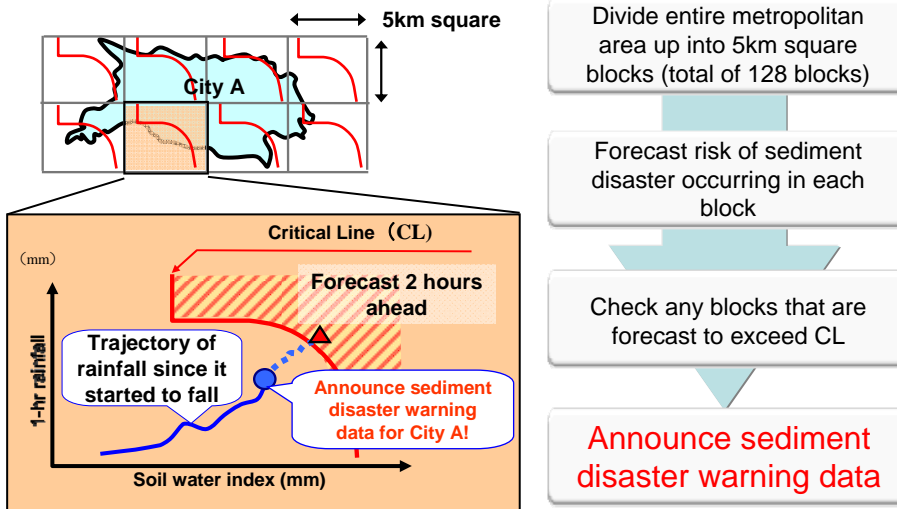 5km square
City A
Critical Line（CL)
（mm）
Forecast 2 hours
ahead
Trajectory of
rainfall since it
started to fall
Announce sediment
disaster warning
data for City A!
1-hr rainfall
Soil water index (mm)
Divide entire metropolitan
area up into 5km square
blocks (total of 128 blocks)
Forecast risk of sediment
disaster occurring in each
block
Check any blocks that are
forecast to exceed CL
Announce sediment
disaster warning data